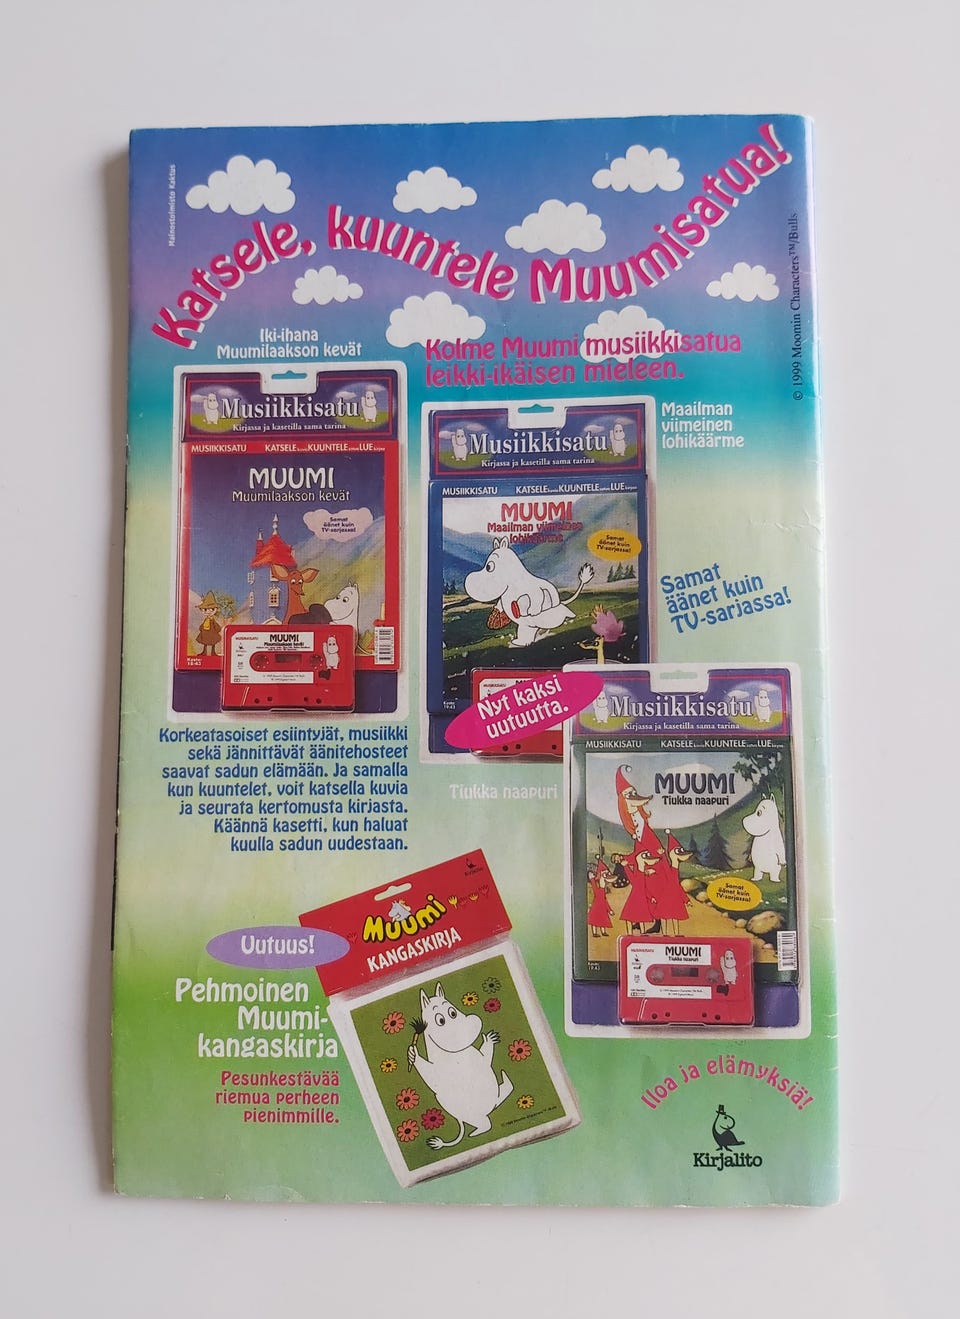 Mainostoimisto Kaktus
Katsele, kuuntele Muumisatua!
© 1999 Moomin Characters™/Bulls
Iki-ihana
Muumilaakson kevät
Kolme Muumi musiikkisatua
leikki-ikäisen mieleen.
Musiikkisatu
Kirjassa ja kasetilla sama tarina
MUSIIKKISATU KATSELE KUUNTELE LUE
MUUMI
Muumilaakson kevät
Samat
äänet kuin
TV-sarjassa!
MUUMI
Maailman
viimeinen
lohikäärme
Musiikkisatu
Kirjassa ja kasetilla sama tarina
MUSIIKKISATU KATSELE KUUNTELE LUE
MUUMI
Maailman viimeinen
lohikäärme
Samat
äänet kuin
TV-sarjassa!
Samat
äänet kuin
TV-sarjassa!
Nyt kaksi
uutuutta.
Korkeatasoiset esiintyjät, musiikki
sekä jännittävät äänitehosteet
saavat sadun elämään. Ja samalla
kun kuuntelet, voit katsella kuvia
ja seurata kertomusta kirjasta.
Käännä kasetti, kun haluat
kuulla sadun uudestaan.
Tiukka naapuri
Musiikkisatu
Kirjassa ja kasetilla sama tarina
MUSIIKKISATU KATSELE KUUNTELE LUE
MUUMI
Tiukka naapuri
Samat
äänet kuin
TV-sarjassa!
MUUMI
Tiukka naapuri
Kirjalito
Muumi
KANGASKIRJA
Uutuus!
Pehmoinen
Muumi-
kangaskirja
Pesunkestävää
riemua perheen
pienimmille.
Iloa ja elämyksiä!
Kirjalito